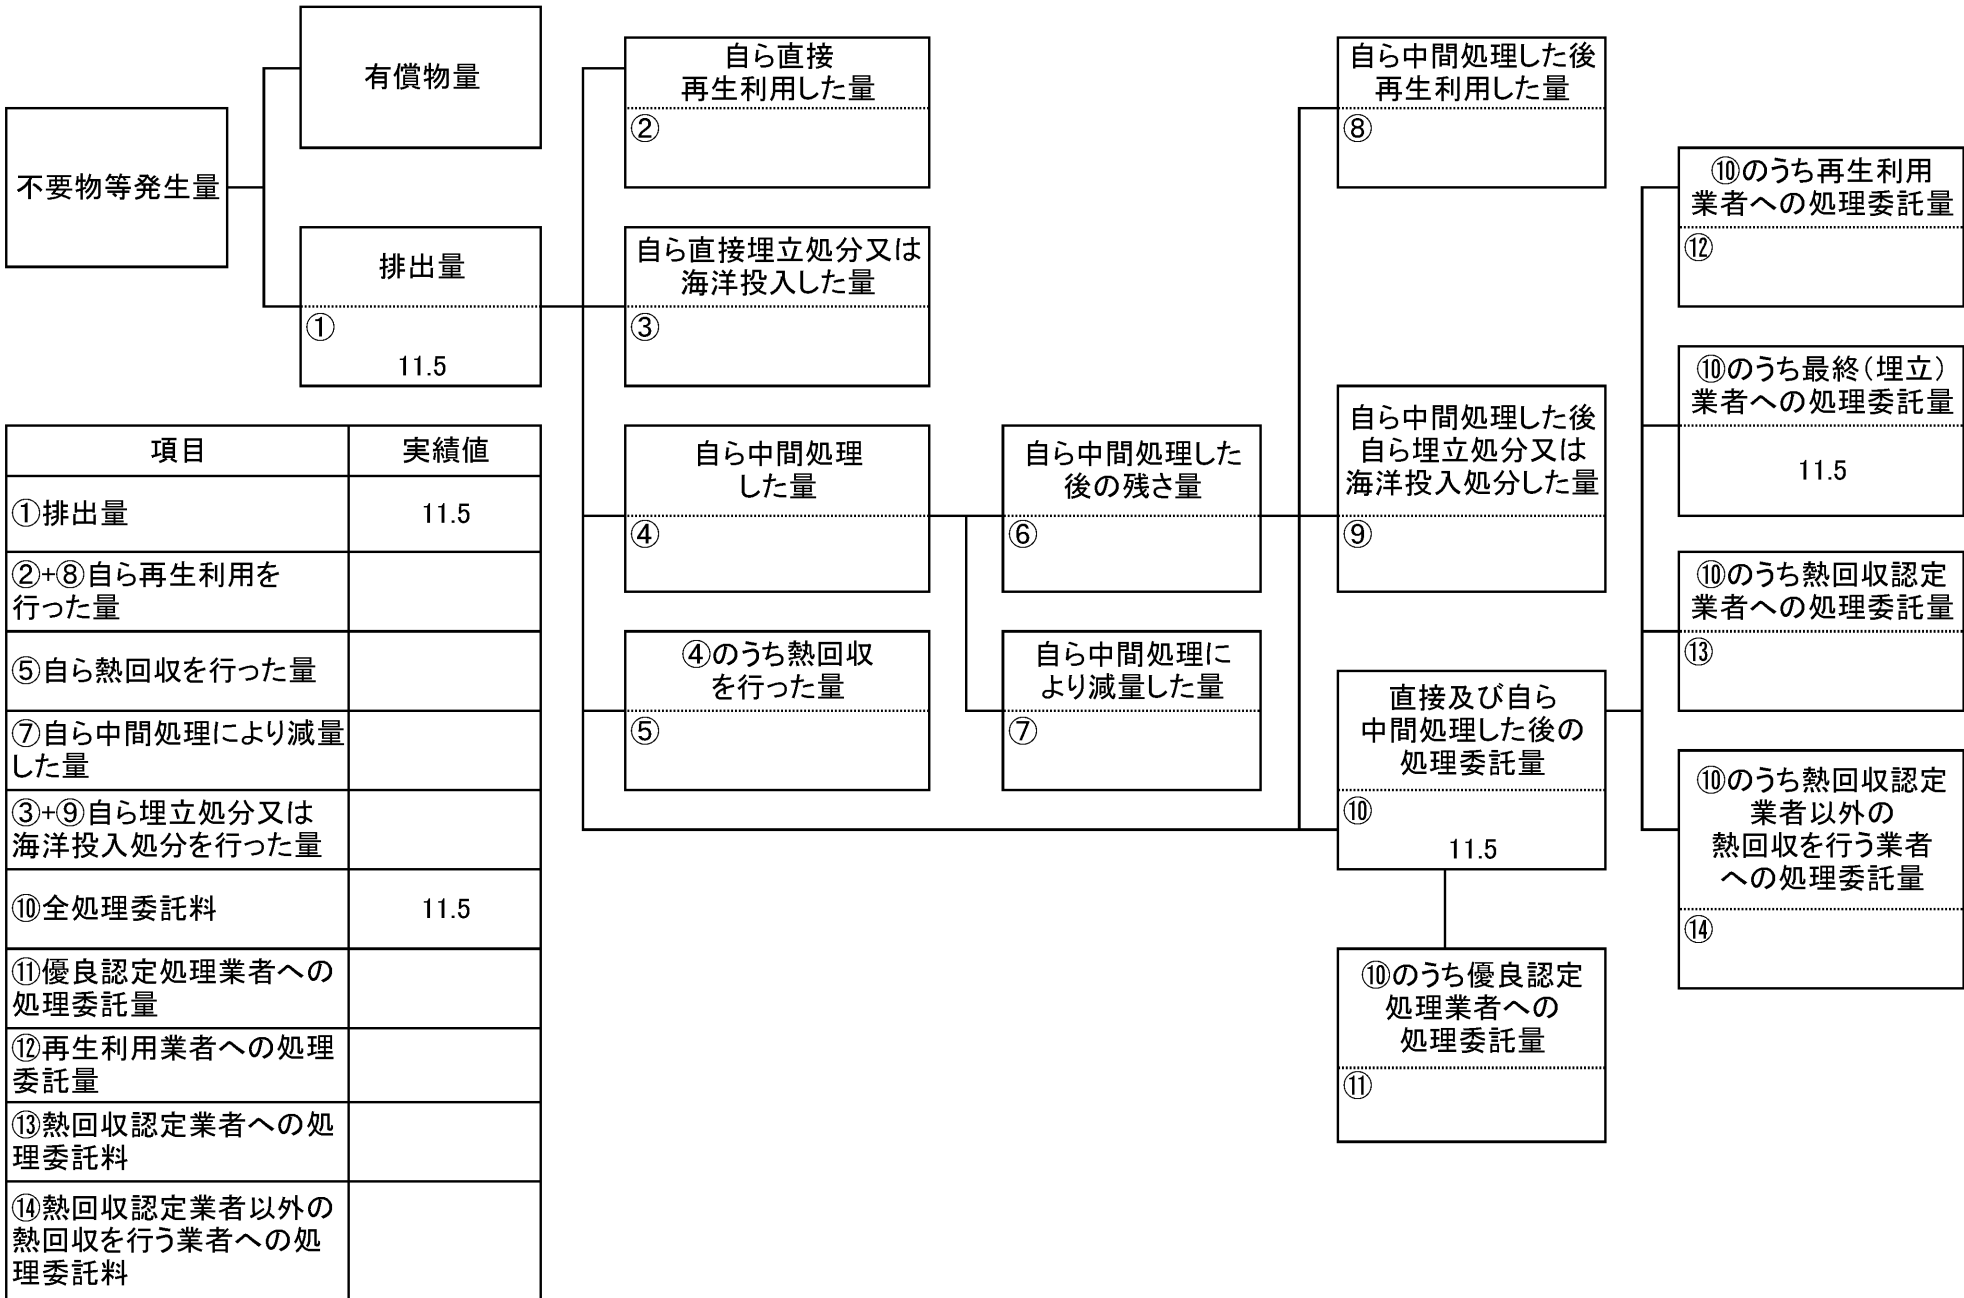 不要物等発生量
有償物量
排出量
①
11.5
自ら直接
再生利用した量
②
自ら直接埋立処分又は
海洋投入した量
③
自ら中間処理
した量
④
④のうち熱回収
を行った量
⑤
自ら中間処理した
後の残さ量
⑥
自ら中間処理に
より減量した量
⑦
自ら中間処理した後
再生利用した量
⑧
自ら中間処理した後
自ら埋立処分又は
海洋投入処分した量
⑨
直接及び自ら
中間処理した後の
処理委託量
⑩
11.5
⑩のうち優良認定
処理業者への
処理委託量
⑪
⑩のうち再生利用
業者への処理委託量
⑫
⑩のうち最終（埋立）
業者への処理委託量
11.5
⑩のうち熱回収認定
業者への処理委託量
⑬
⑩のうち熱回収認定
業者以外の
熱回収を行う業者
への処理委託量
⑭
項目 実績値
①排出量 11.5
②+⑧自ら再生利用を
行った量
⑤自ら熱回収を行った量
⑦自ら中間処理により減量
した量
③+⑨自ら埋立処分又は
海洋投入処分を行った量
⑩全処理委託料 11.5
⑪優良認定処理業者への
処理委託量
⑫再生利用業者への処理
委託量
⑬熱回収認定業者への処
理委託料
⑭熱回収認定業者以外の
熱回収を行う業者への処
理委託料